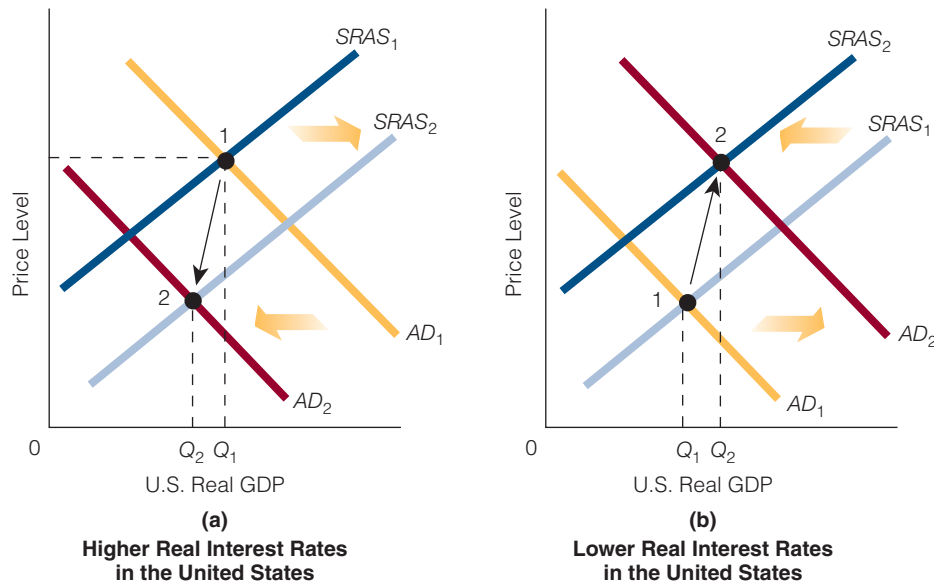 SRAS₁
SRAS₂
1
2
AD₁
AD₂
Price Level
0
Q₂ Q₁
U.S. Real GDP
(a)
Higher Real Interest Rates
in the United States
SRAS₂
SRAS₁
2
1
AD₂
AD₁
Price Level
0
Q₁ Q₂
U.S. Real GDP
(b)
Lower Real Interest Rates
in the United States